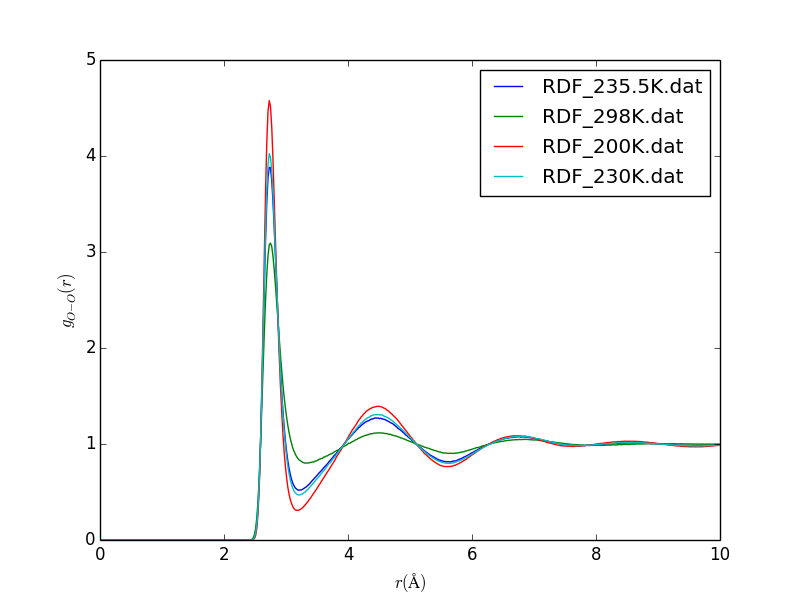 5
4
3
2
1
0
0 2 4 6 8 10
g_{O-O}(r)
r(Å)
RDF_235.5K.dat
RDF_298K.dat
RDF_200K.dat
RDF_230K.dat